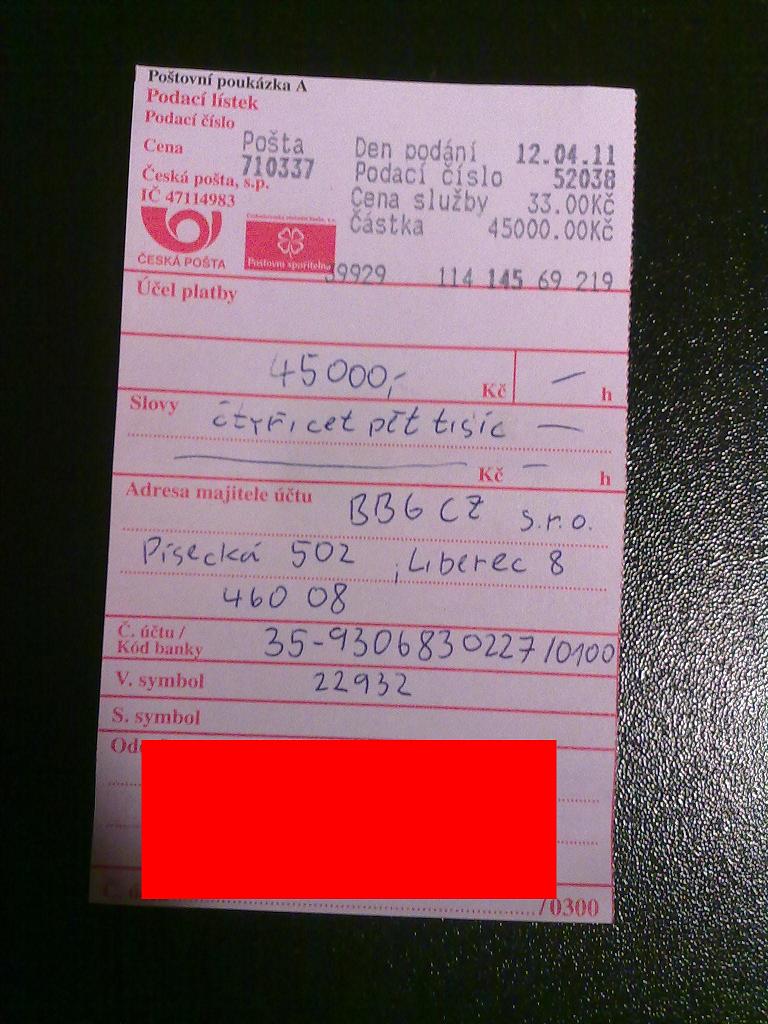 Poštovní poukázka A
Podací lístek
Podací číslo
Cena
Pošta
710337
Česká pošta, s.p.
IČ 47114983
Den podání 12.04.11
Podací číslo 52038
Cena služby 33.00Kč
Částka 45000.00Kč
ČESKÁ POŠTA
Poštovní spořitelna
39929 114 145 69 219
Účel platby
45000,- Kč — h
Slovy čtyřicet pět tisíc —
— Kč — h
Adresa majitele účtu BB6 CZ s.r.o.
Písecká 502 , Liberec 8
460 08
Č. účtu /
Kód banky 35-9306830227/0100
V. symbol 22932
S. symbol
/0300